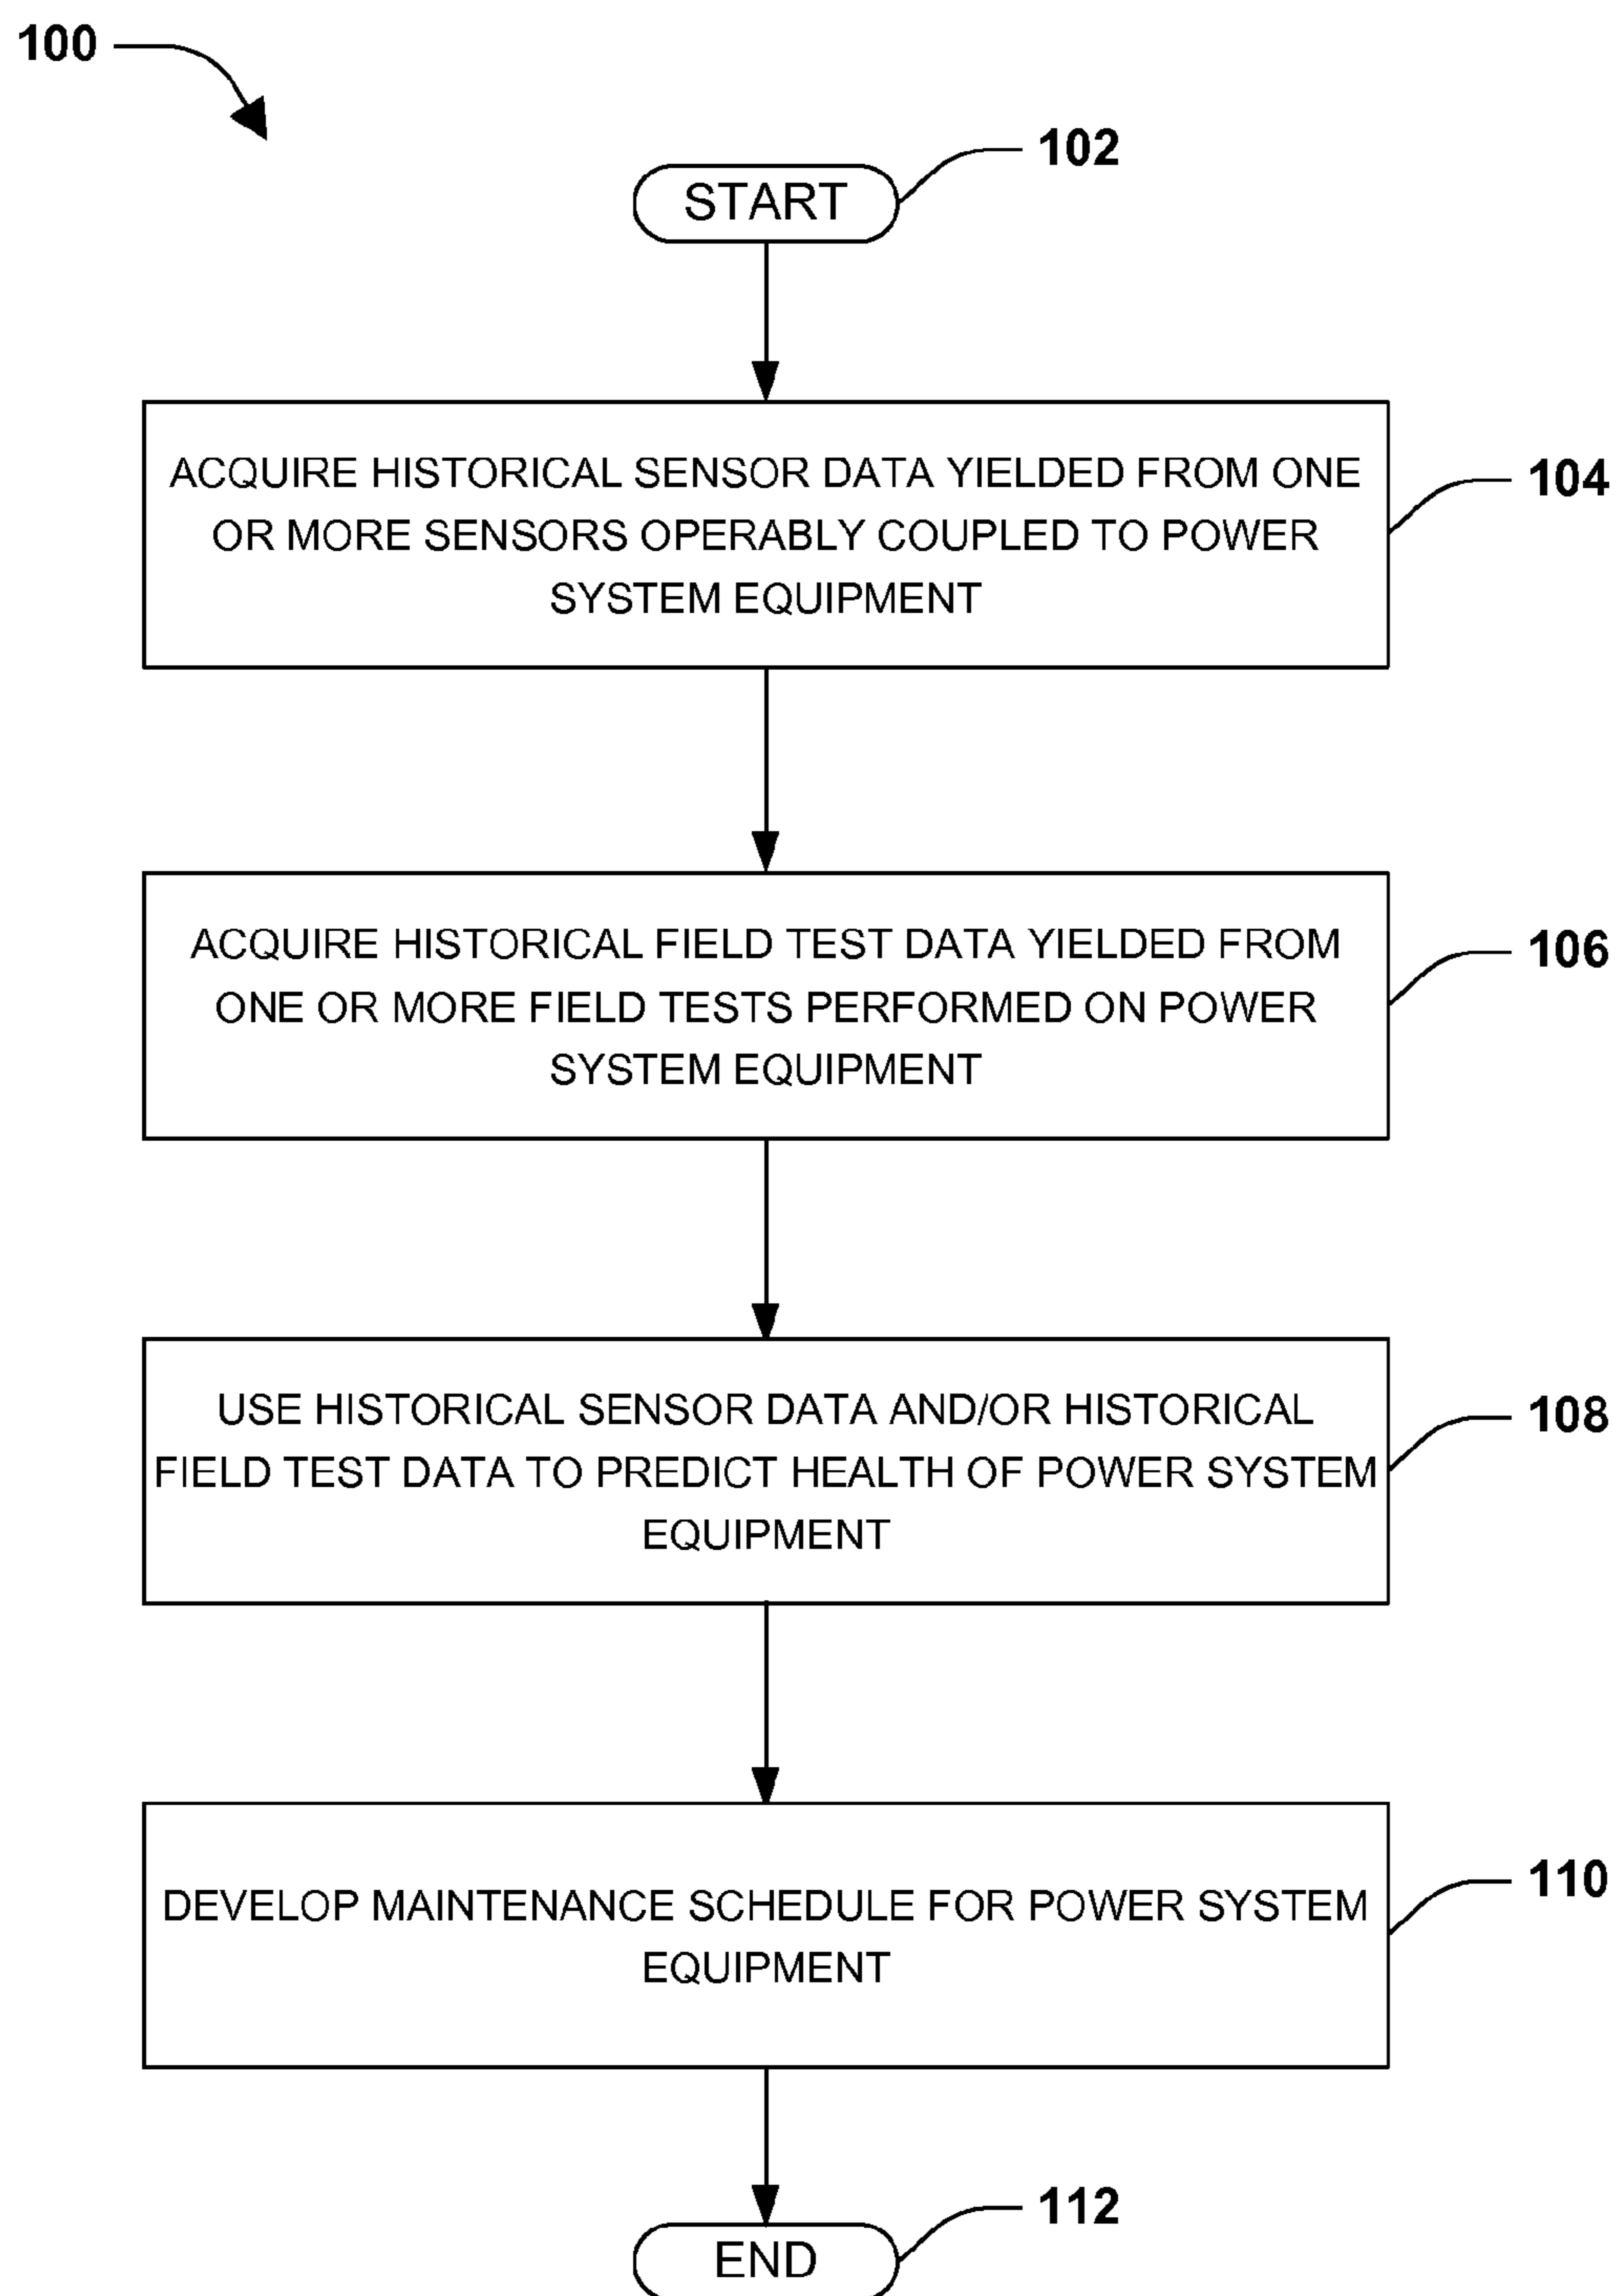 100
102
START
ACQUIRE HISTORICAL SENSOR DATA YIELDED FROM ONE
OR MORE SENSORS OPERABLY COUPLED TO POWER
SYSTEM EQUIPMENT
104
ACQUIRE HISTORICAL FIELD TEST DATA YIELDED FROM
ONE OR MORE FIELD TESTS PERFORMED ON POWER
SYSTEM EQUIPMENT
106
USE HISTORICAL SENSOR DATA AND/OR HISTORICAL
FIELD TEST DATA TO PREDICT HEALTH OF POWER SYSTEM
EQUIPMENT
108
DEVELOP MAINTENANCE SCHEDULE FOR POWER SYSTEM
EQUIPMENT
110
112
END